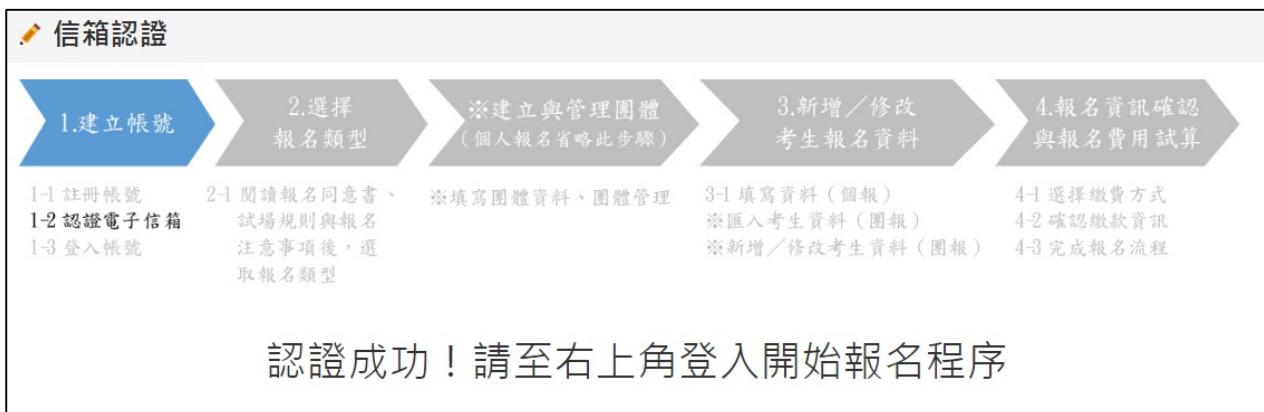 信箱認證
1.建立帳號
2.選擇
報名類型
※建立與管理團體
(個人報名省略此步驟)
3.新增／修改
考生報名資料
4.報名資訊確認
與報名費用試算
1-1 註冊帳號
1-2 認證電子信箱
1-3 登入帳號
2-1 閱讀報名同意書、
試場規則與報名
注意事項後，選
取報名類型
※填寫團體資料、團體管理
3-1 填寫資料（個報）
※匯入考生資料（團報）
※新增／修改考生資料（團報）
4-1 選擇繳費方式
4-2 確認繳款資訊
4-3 完成報名流程
認證成功！請至右上角登入開始報名程序